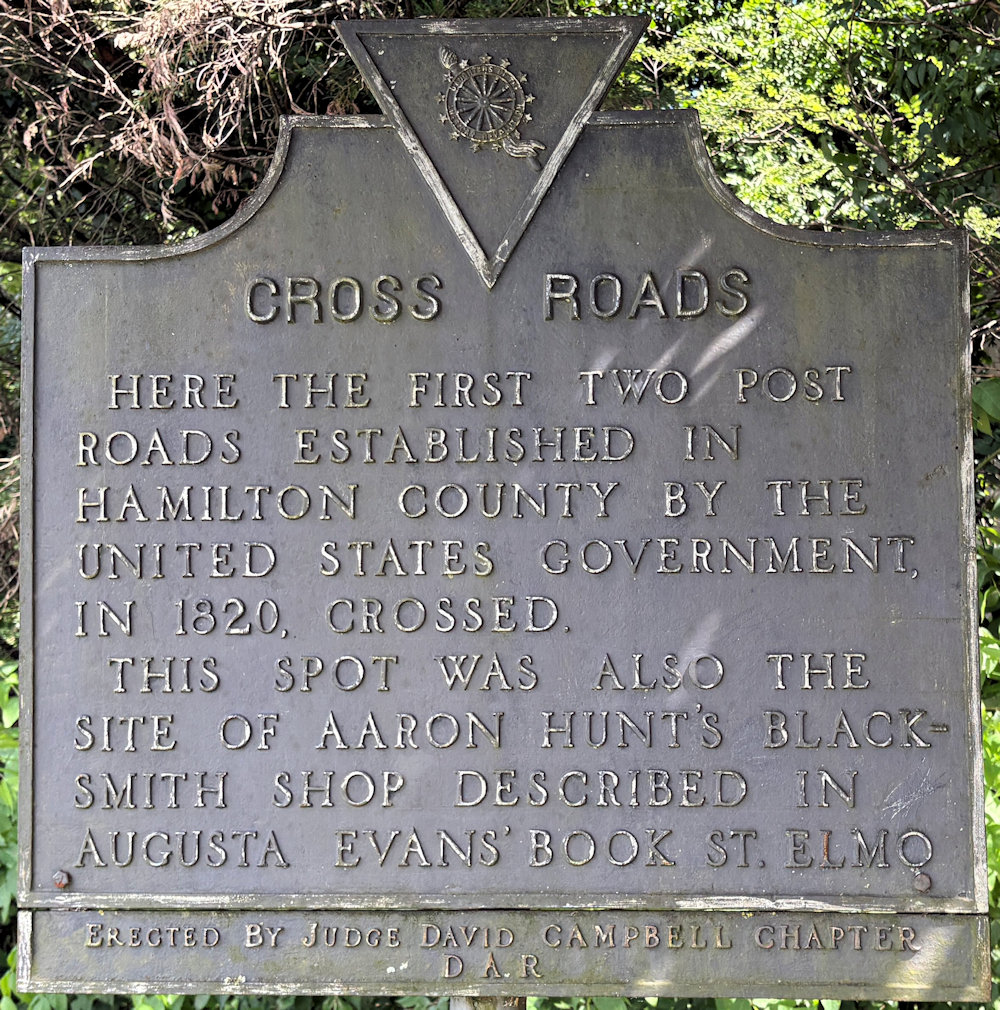 CROSS ROADS
HERE THE FIRST TWO POST
ROADS ESTABLISHED IN
HAMILTON COUNTY BY THE
UNITED STATES GOVERNMENT,
IN 1820, CROSSED.
THIS SPOT WAS ALSO THE
SITE OF AARON HUNT'S BLACK-
SMITH SHOP DESCRIBED IN
AUGUSTA EVANS' BOOK ST. ELMO
ERECTED BY JUDGE DAVID CAMPBELL CHAPTER
D A R